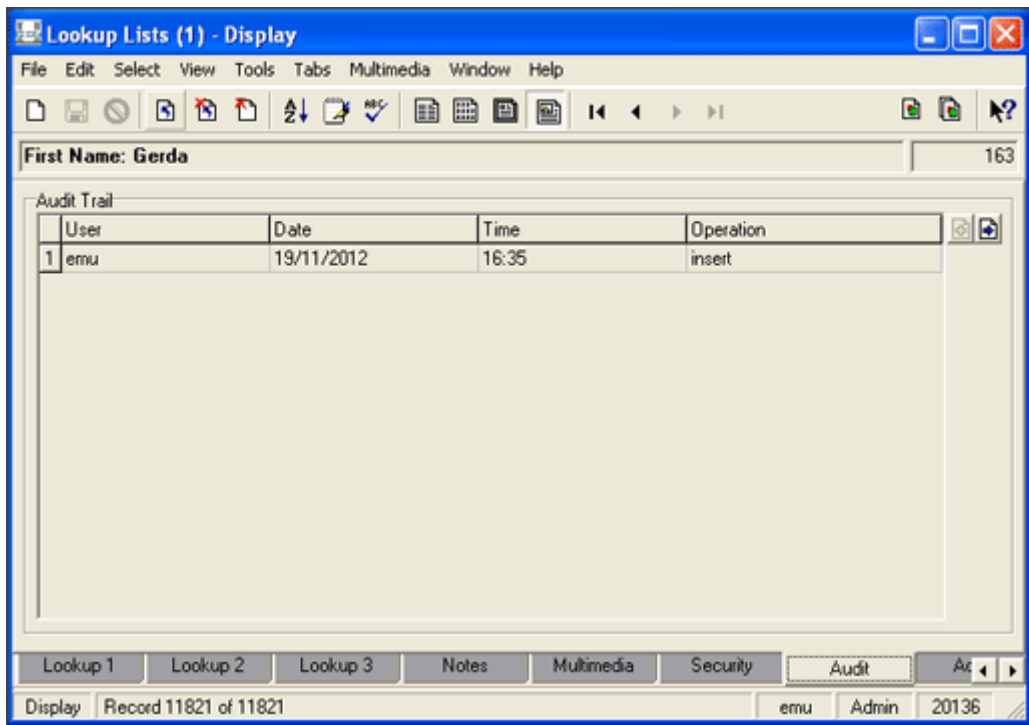 Lookup Lists (1) - Display
File Edit Select View Tools Tabs Multimedia Window Help
First Name: Gerda 163
Audit Trail
User Date Time Operation
1 emu 19/11/2012 16:35 insert
Lookup 1 Lookup 2 Lookup 3 Notes Multimedia Security Audit
Display Record 11821 of 11821 emu Admin 20136